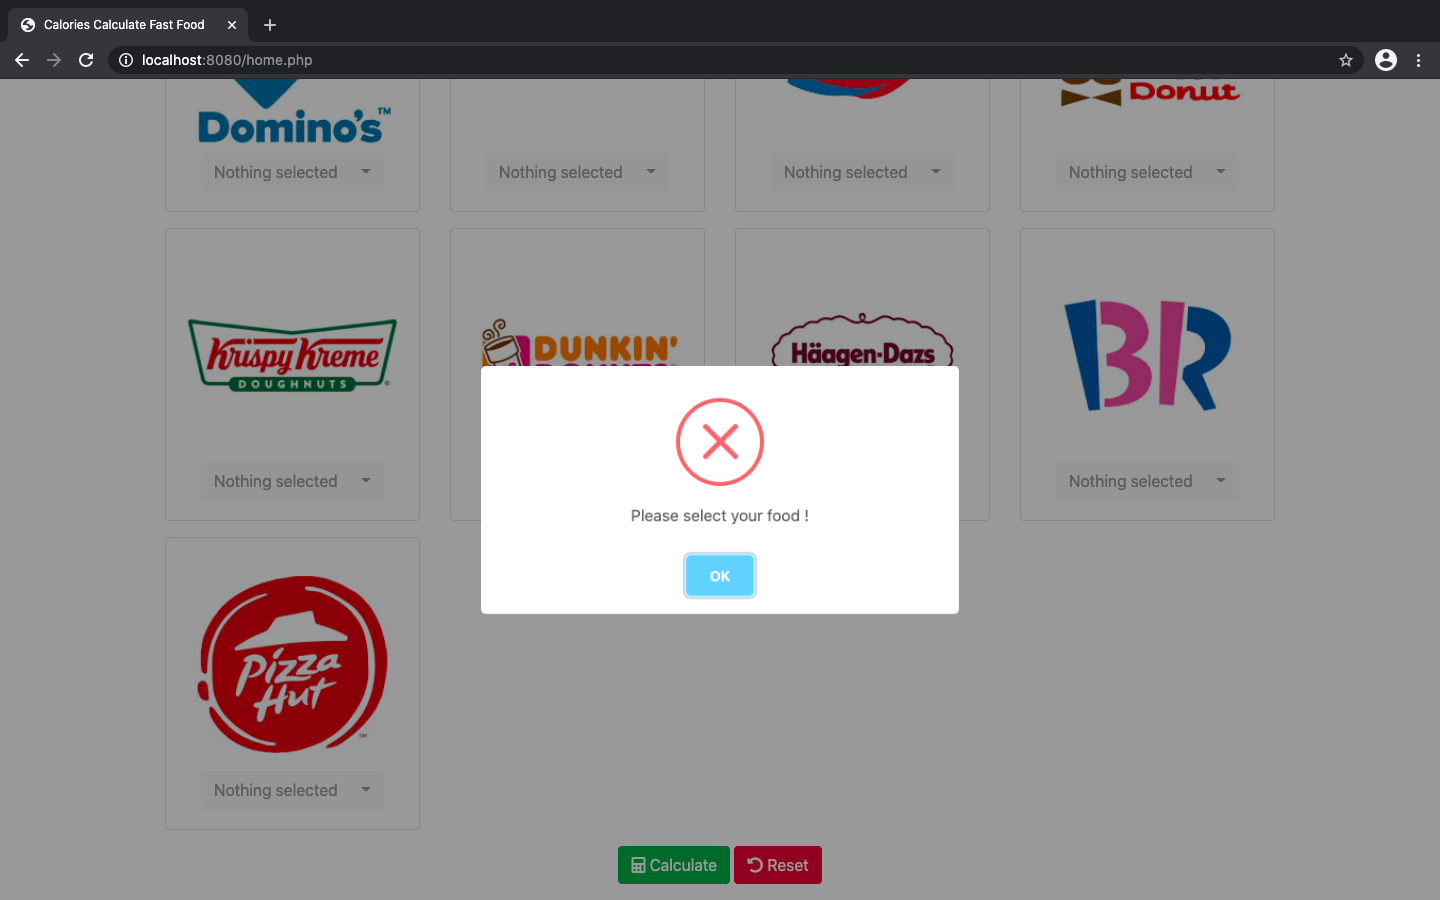 Calories Calculate Fast Food
localhost:8080/home.php
Domino's™
Donut
Nothing selected
Nothing selected
Nothing selected
Nothing selected
Krispy Kreme
DOUGHNUTS
®
DUNKIN'
DONUTS
Häagen-Dazs
BR
Nothing selected
Nothing selected
Please select your food !
OK
Pizza
Hut
TM
Nothing selected
Calculate
Reset